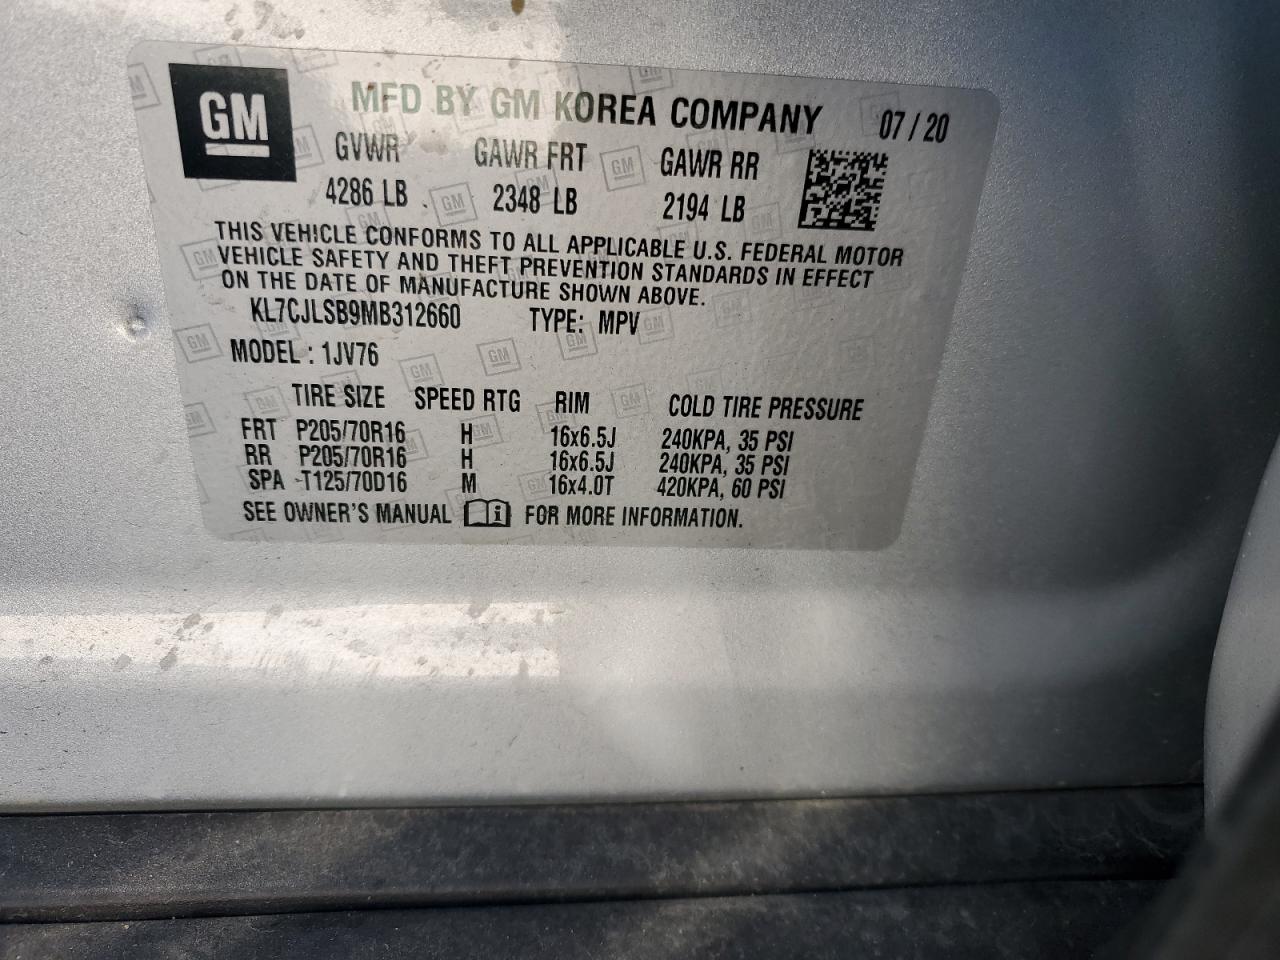 GM
MFD BY GM KOREA COMPANY 07/20
GVWR GAWR FRT GAWR RR
4286 LB 2348 LB 2194 LB
THIS VEHICLE CONFORMS TO ALL APPLICABLE U.S. FEDERAL MOTOR
VEHICLE SAFETY AND THEFT PREVENTION STANDARDS IN EFFECT
ON THE DATE OF MANUFACTURE SHOWN ABOVE.
KL7CJLSB9MB312660 TYPE: MPV
MODEL : 1JV76
TIRE SIZE SPEED RTG RIM COLD TIRE PRESSURE
FRT P205/70R16 H 16x6.5J 240KPA, 35 PSI
RR P205/70R16 H 16x6.5J 240KPA, 35 PSI
SPA T125/70D16 M 16x4.0T 420KPA, 60 PSI
SEE OWNER'S MANUAL i FOR MORE INFORMATION.